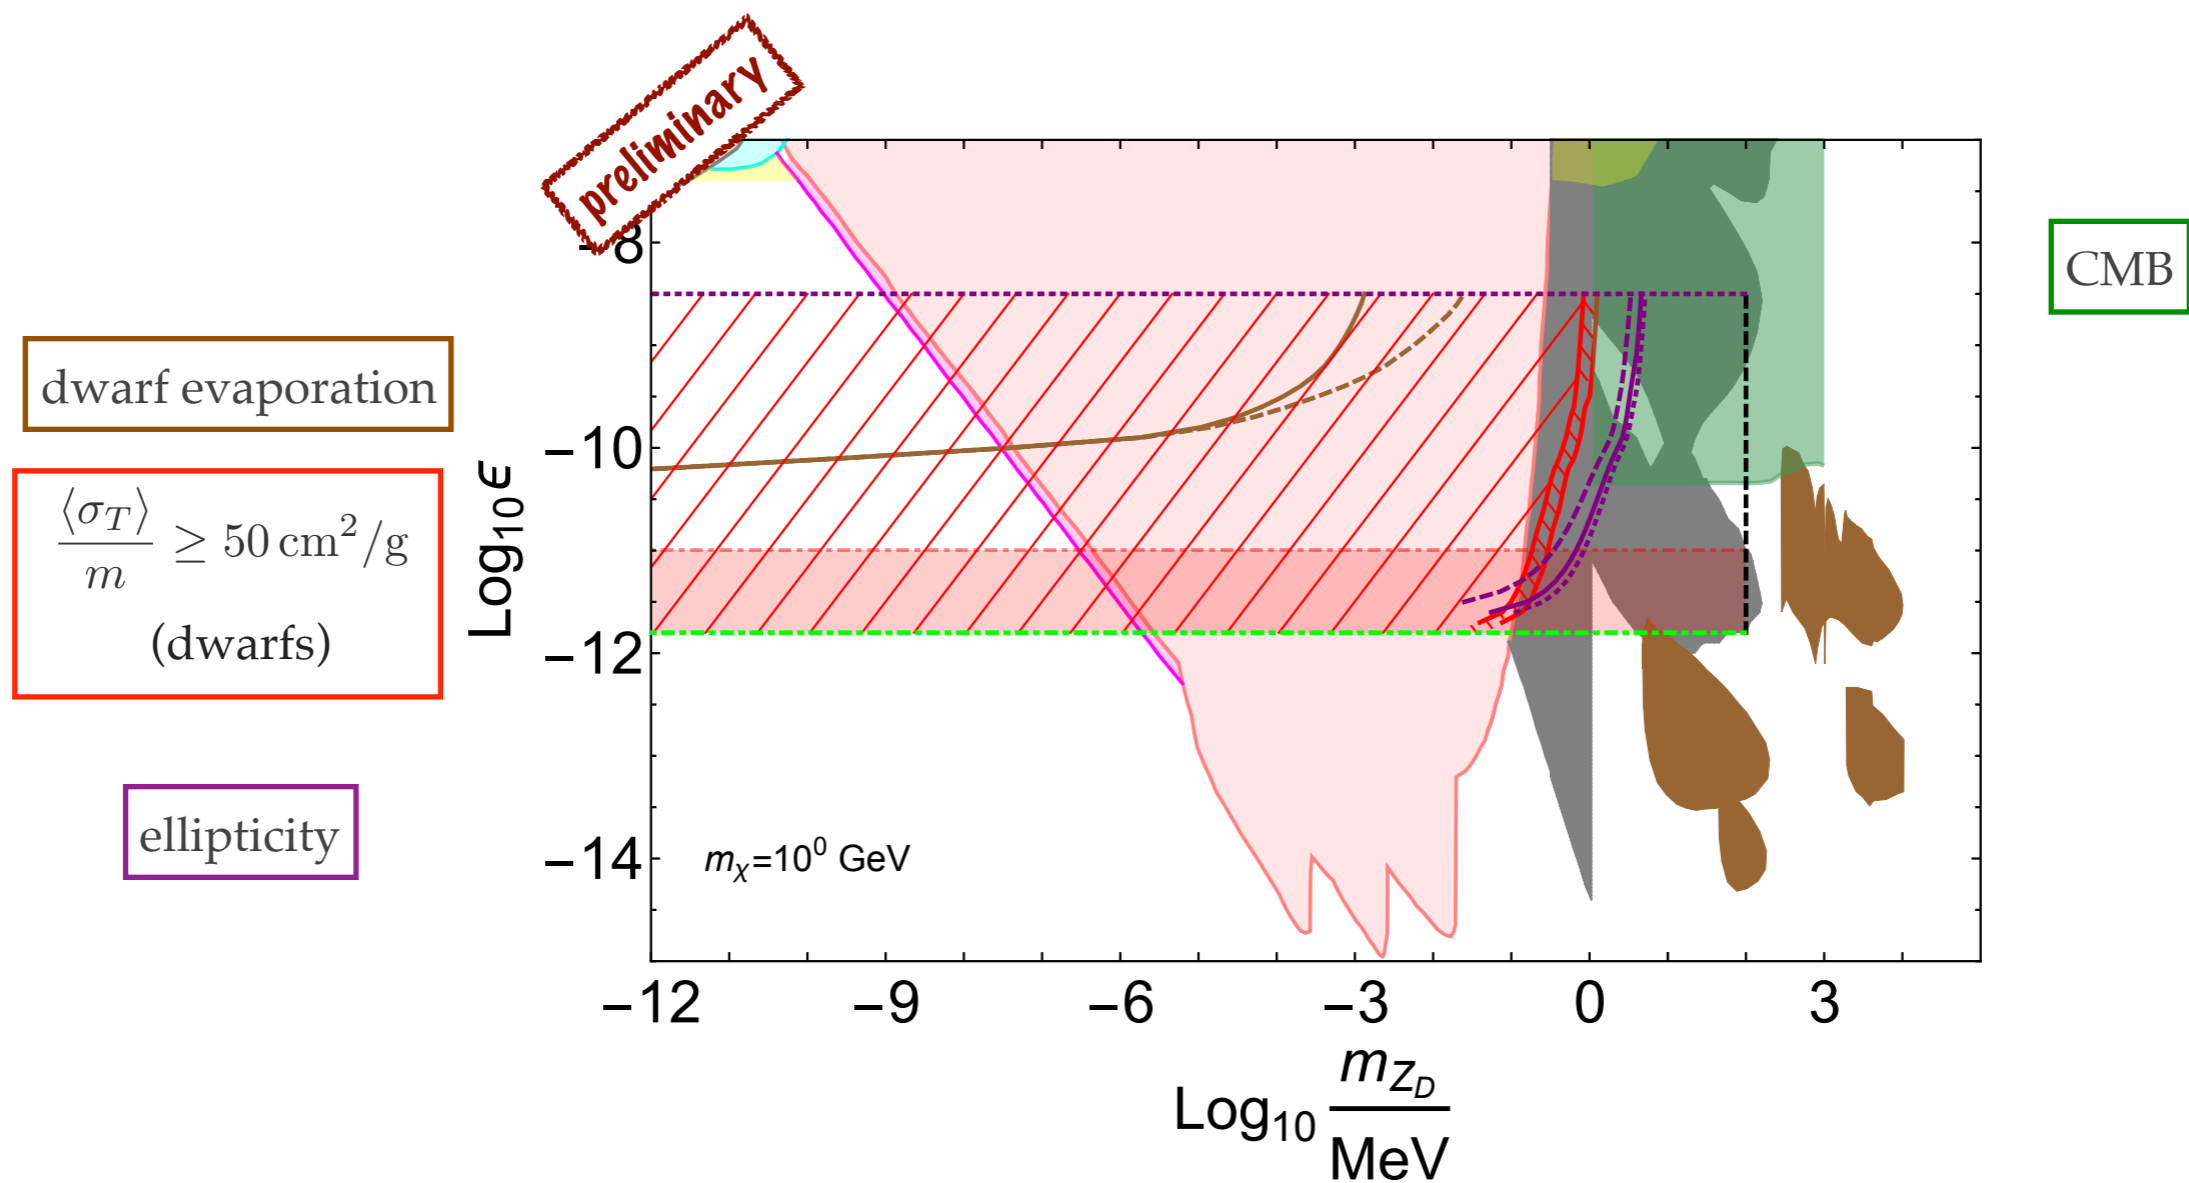 preliminary
−8
−10
−12
−14
Log₁₀ϵ
dwarf evaporation
⟨σ_T⟩/m ≥ 50 cm²/g
(dwarfs)
ellipticity
CMB
m_χ=10⁰ GeV
−12 −9 −6 −3 0 3
Log₁₀ m_{Z_D}/MeV